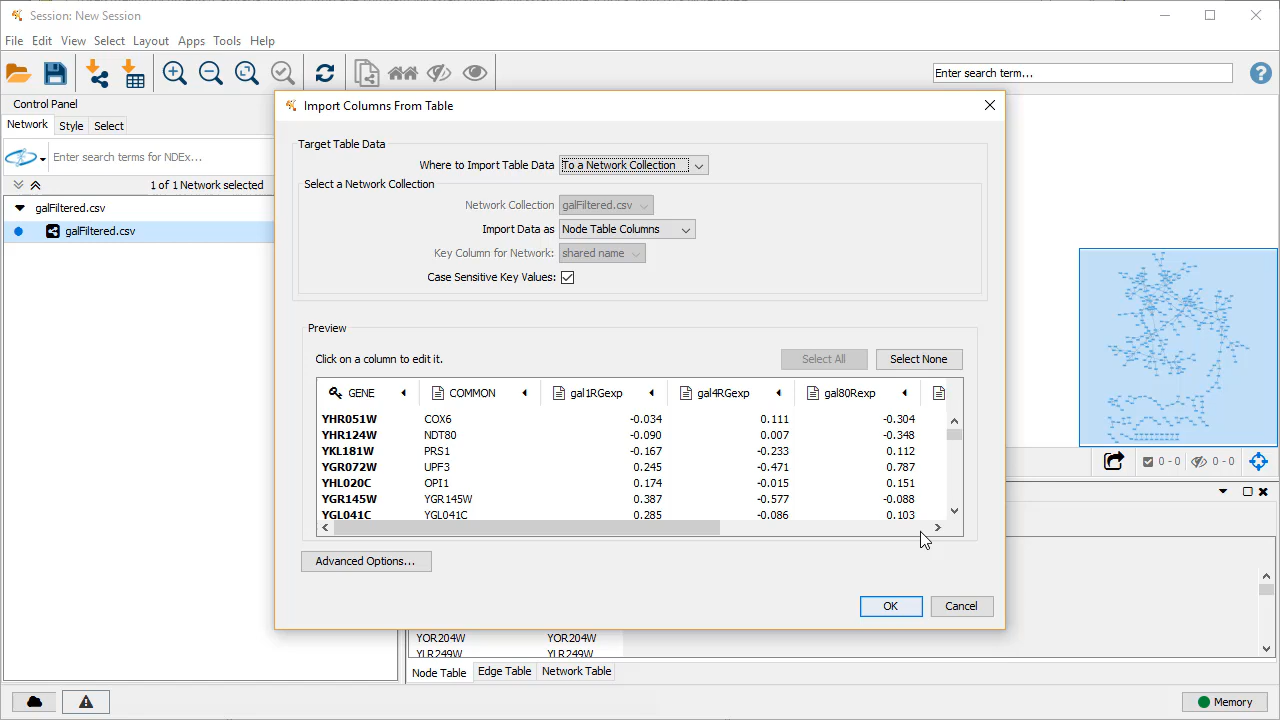 Session: New Session
File Edit View Select Layout Apps Tools Help
Enter search term...
Control Panel
Network Style Select
Enter search terms for NDEx...
1 of 1 Network selected
galFiltered.csv
galFiltered.csv
Import Columns From Table
Target Table Data
Where to Import Table Data To a Network Collection
Select a Network Collection
Network Collection galFiltered.csv
Import Data as Node Table Columns
Key Column for Network: shared name
Case Sensitive Key Values:
Preview
Click on a column to edit it. Select All Select None
GENE COMMON gal1RGexp gal4RGexp gal80Rexp
YHR051W COX6 -0.034 0.111 -0.304
YHR124W NDT80 -0.090 0.007 -0.348
YKL181W PRS1 -0.167 -0.233 0.112
YGR072W UPF3 0.245 -0.471 0.787
YHL020C OPI1 0.174 -0.015 0.151
YGR145W YGR145W 0.387 -0.577 -0.088
YGL041C YGL041C 0.285 -0.086 0.103
Advanced Options...
OK Cancel
0 - 0 0 - 0
YOR204W YOR204W
YLR249W YLR249W
Node Table Edge Table Network Table
Memory